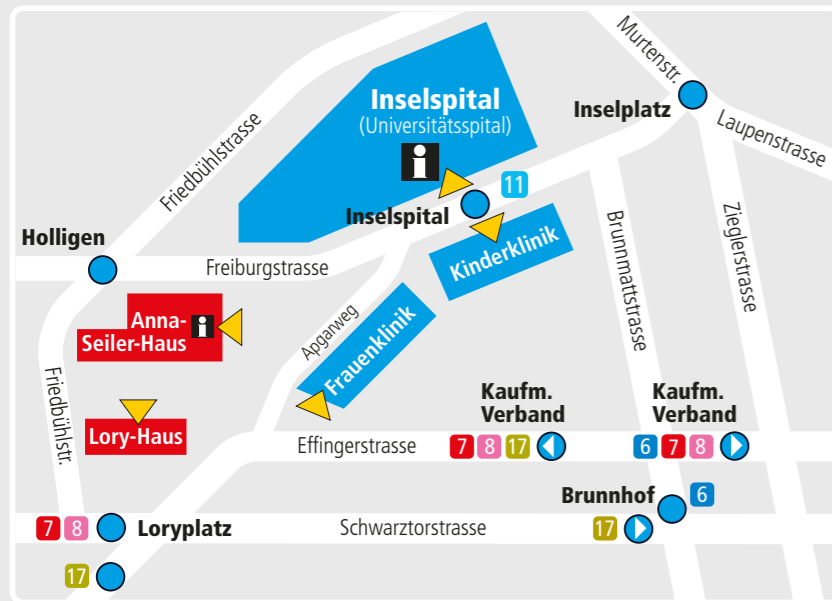 Murtenstr.
Inselspital
(Universitätsspital)
i
Inselplatz
Laupenstrasse
Friedbühlstrasse
11
Inselspital
Holligen
Freiburgstrasse
Kinderklinik
Brunnmattstrasse
Zieglerstrasse
Anna-
Seiler-Haus
i
Apgarweg
Frauenklinik
Friedbühlstr.
Lory-Haus
Kaufm.
Verband
Kaufm.
Verband
Effingerstrasse
7 8 17
6 7 8
Brunnhof
6
7 8
Loryplatz
Schwarztorstrasse
17
17